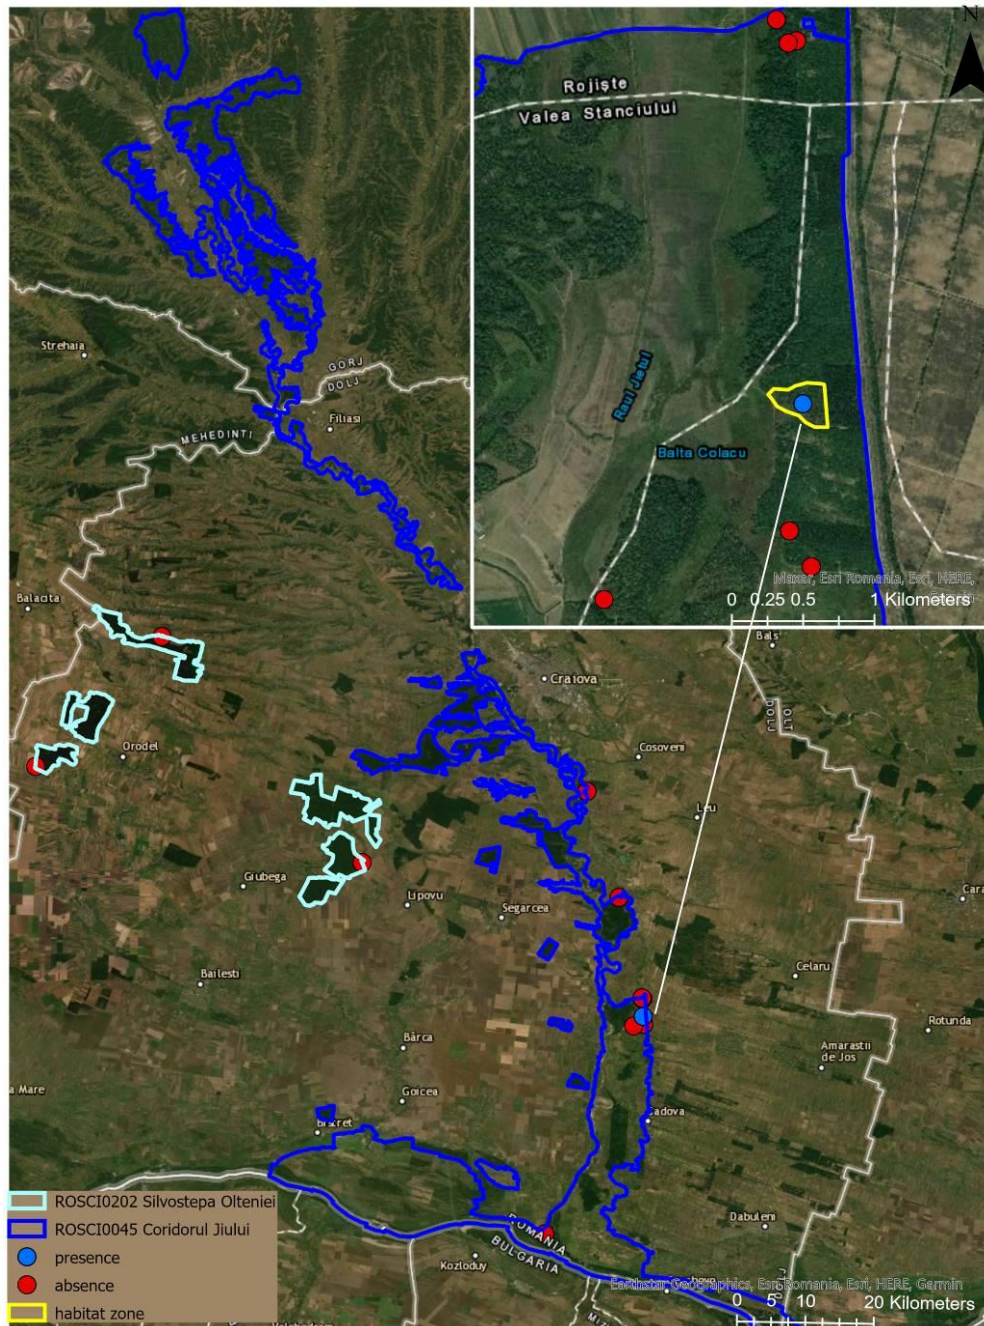 N
Rojiște
Valea Stanciului
Raul Jietul
Balta Colacu
Maxar, Esri Romania, Esri, HERE,
Garmin
0 0.25 0.5 1 Kilometers
Strehaia
GORJ
DOLJ
Filiasi
MEHEDINTI
Balacita
Bals
Craiova
OLT
DOLJ
Orodel
Cosoveni
Leu
Giubega
Lipovu
Segarcea
Cara
Bailesti
Celaru
Rotunda
Bârca
Amarastii
de Jos
a Mare
Goicea
Sadova
Bistret
Dabuleni
ROMANIA
BULGARIA
Kozloduy
ROSCI0202 Silvostepa Olteniei
ROSCI0045 Coridorul Jiului
presence
absence
habitat zone
Earthstar Geographics, Esri Romania, Esri, HERE, Garmin
0 5 10 20 Kilometers